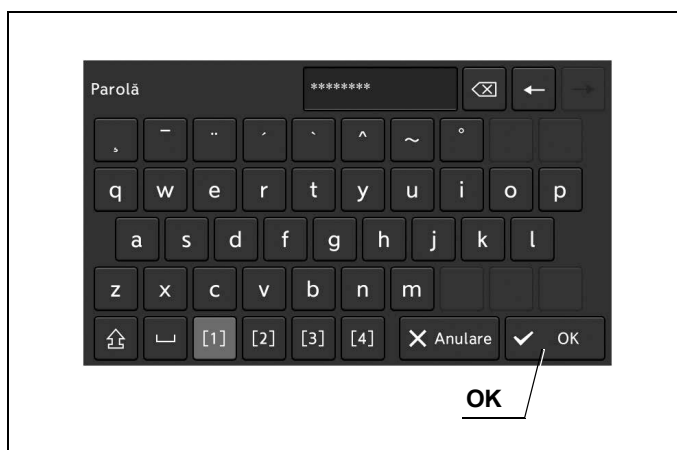 Parolă ******** ⌫ ← →
¸ ¯ ¨ ´ ` ^ ~ °
q w e r t y u i o p
a s d f g h j k l
z x c v b n m
[1] [2] [3] [4] Anulare OK
OK